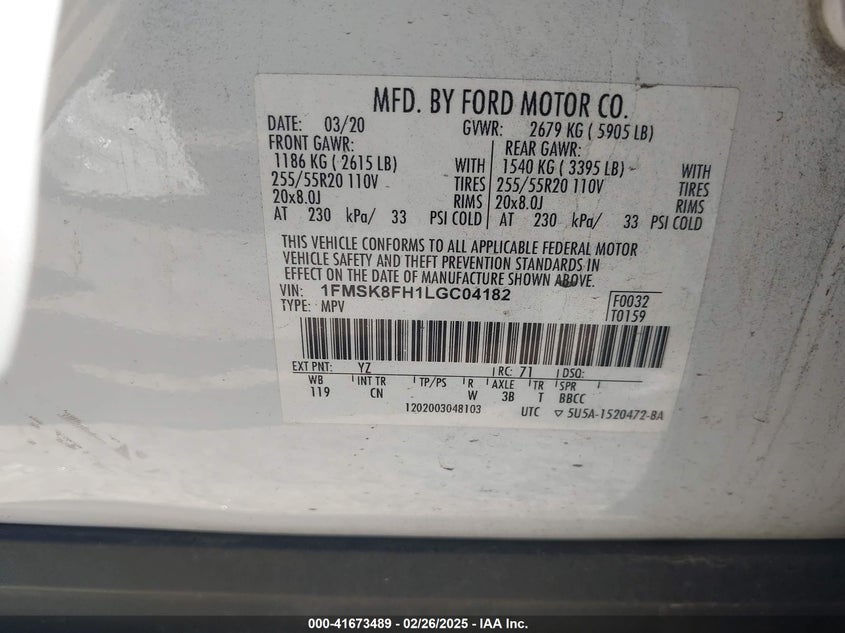 MFD. BY FORD MOTOR CO.
DATE: 03/20 GVWR: 2679 KG ( 5905 LB)
FRONT GAWR: REAR GAWR:
1186 KG ( 2615 LB) WITH 1540 KG ( 3395 LB) WITH
255/55R20 110V TIRES 255/55R20 110V TIRES
20x8.0J RIMS 20x8.0J RIMS
AT 230 kPa/ 33 PSI COLD AT 230 kPa/ 33 PSI COLD
THIS VEHICLE CONFORMS TO ALL APPLICABLE FEDERAL MOTOR
VEHICLE SAFETY AND THEFT PREVENTION STANDARDS IN
EFFECT ON THE DATE OF MANUFACTURE SHOWN ABOVE.
VIN: 1FMSK8FH1LGC04182 F0032
TYPE: MPV T0159
EXT PNT: YZ RC: 71 DSO:
WB INT TR TP/PS R AXLE TR SPR
119 CN W 3B T BBCC
1202003048103 UTC ▽ 5U5A-1520472-BA
000-41673489 - 02/26/2025 - IAA Inc.